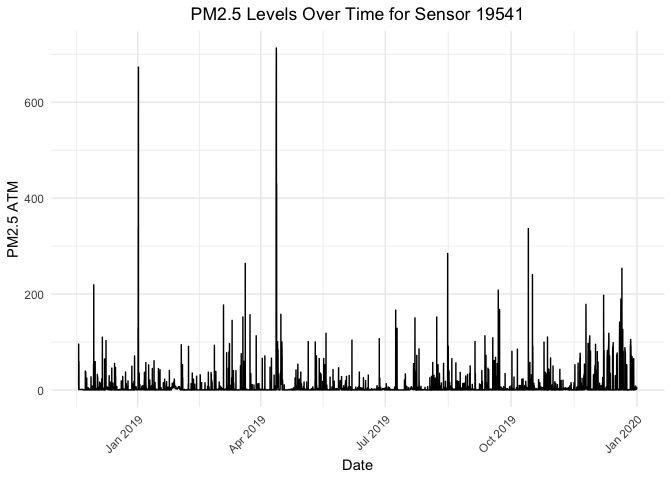 PM2.5 Levels Over Time for Sensor 19541
PM2.5 ATM
600
400
200
0
Jan 2019
Apr 2019
Jul 2019
Oct 2019
Jan 2020
Date